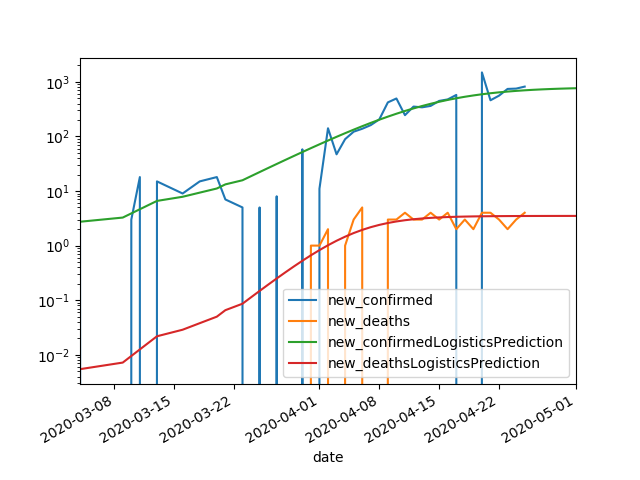 10³
10²
10¹
10⁰
10⁻¹
10⁻²
new_confirmed
new_deaths
new_confirmedLogisticsPrediction
new_deathsLogisticsPrediction
2020-03-08
2020-03-15
2020-03-22
2020-04-01
2020-04-08
2020-04-15
2020-04-22
2020-05-01
date